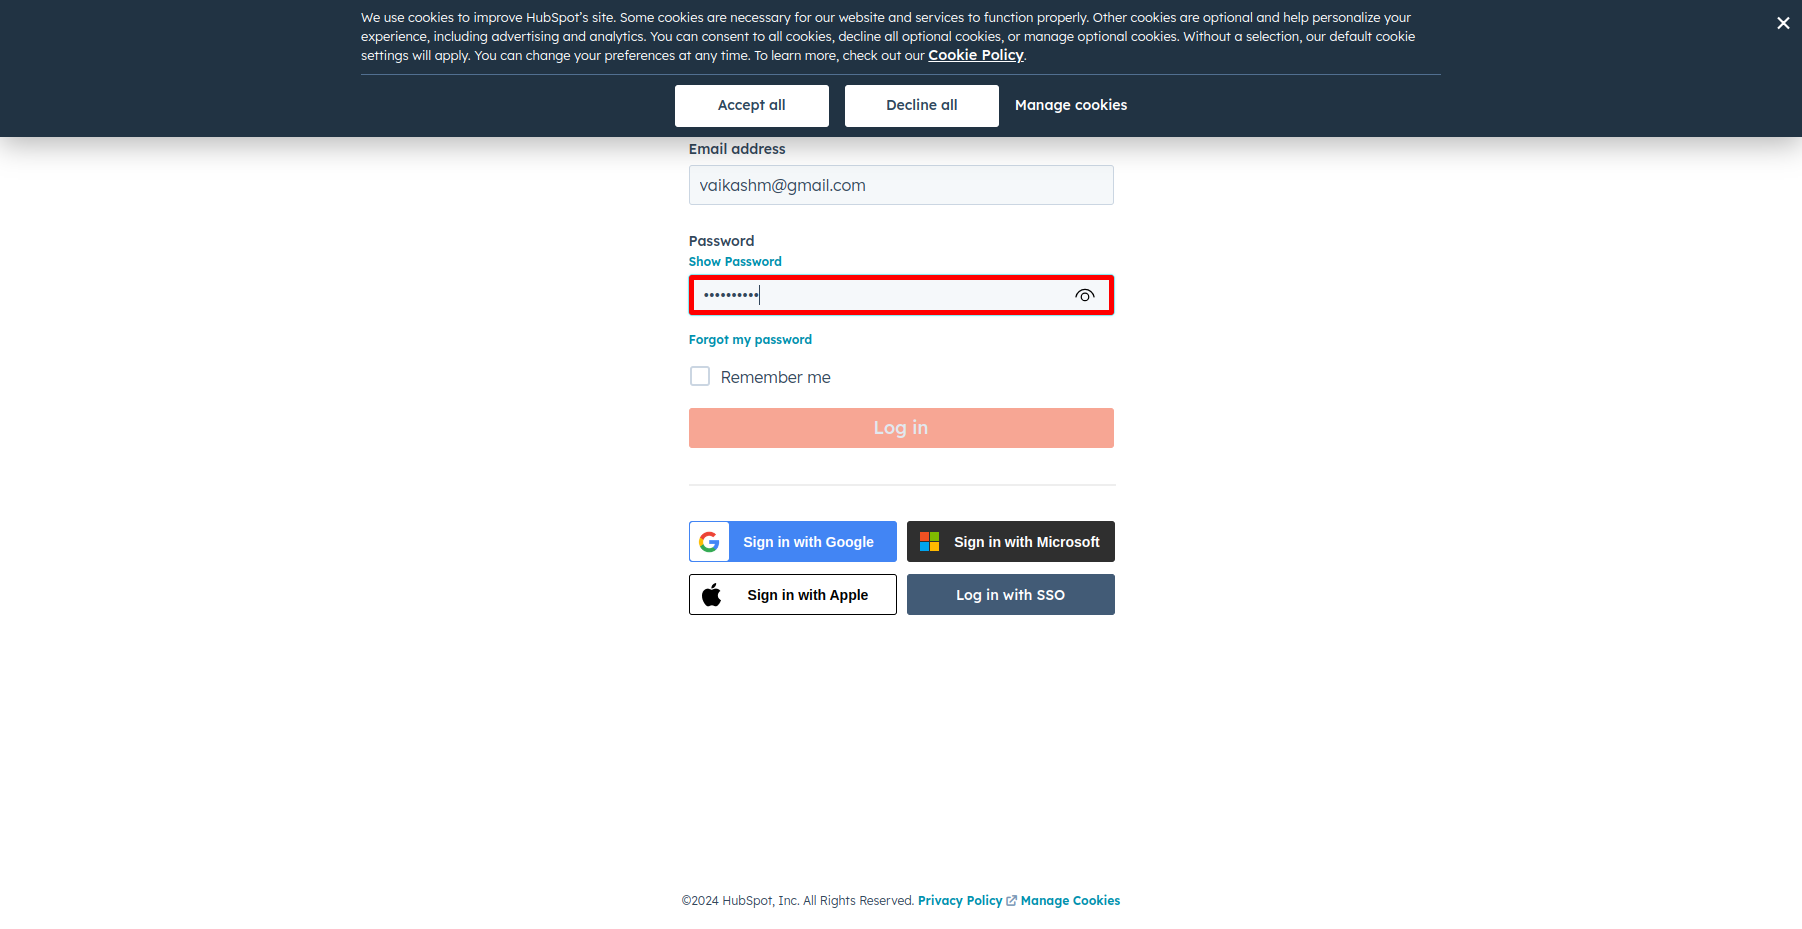 We use cookies to improve HubSpot's site. Some cookies are necessary for our website and services to function properly. Other cookies are optional and help personalize your
experience, including advertising and analytics. You can consent to all cookies, decline all optional cookies, or manage optional cookies. Without a selection, our default cookie
settings will apply. You can change your preferences at any time. To learn more, check out our Cookie Policy.
Accept all
Decline all
Manage cookies
Email address
vaikashm@gmail.com
Password
Show Password
••••••••••
Forgot my password
Remember me
Log in
Sign in with Google
Sign in with Microsoft
Sign in with Apple
Log in with SSO
©2024 HubSpot, Inc. All Rights Reserved. Privacy Policy Manage Cookies